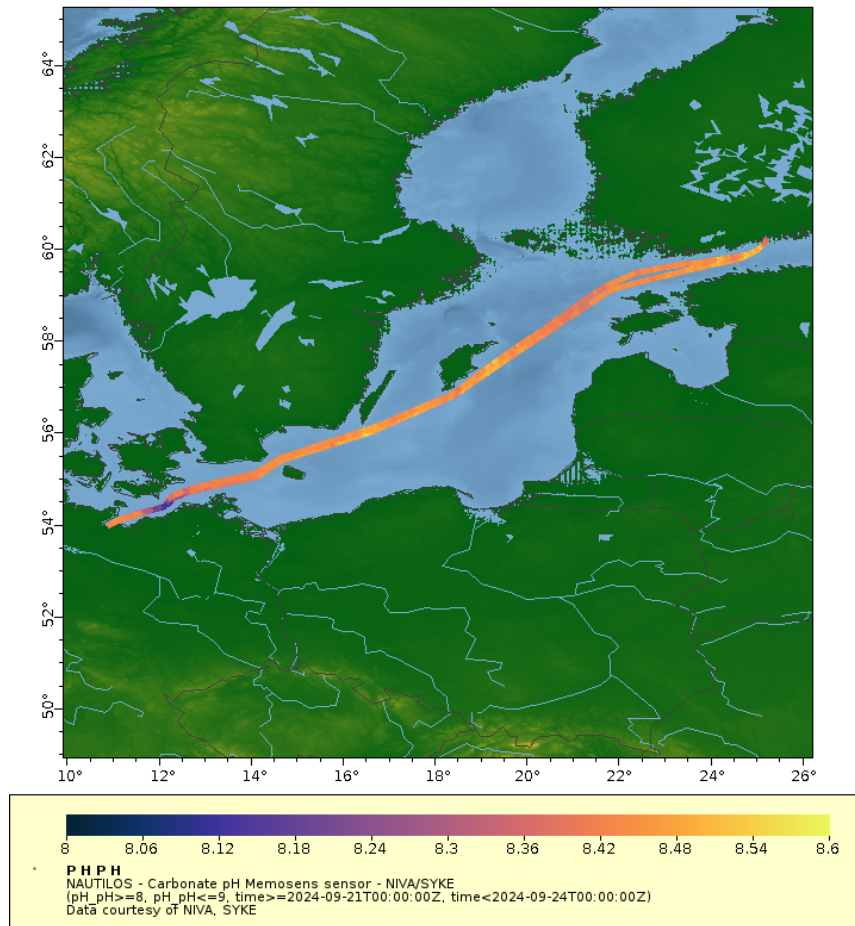 64°
62°
60°
58°
56°
54°
52°
50°
10° 12° 14° 16° 18° 20° 22° 24° 26°
8 8.06 8.12 8.18 8.24 8.3 8.36 8.42 8.48 8.54 8.6
P H P H
NAUTILOS - Carbonate pH Memosens sensor - NIVA/SYKE
(pH_pH>=8, pH_pH<=9, time>=2024-09-21T00:00:00Z, time<2024-09-24T00:00:00Z)
Data courtesy of NIVA, SYKE